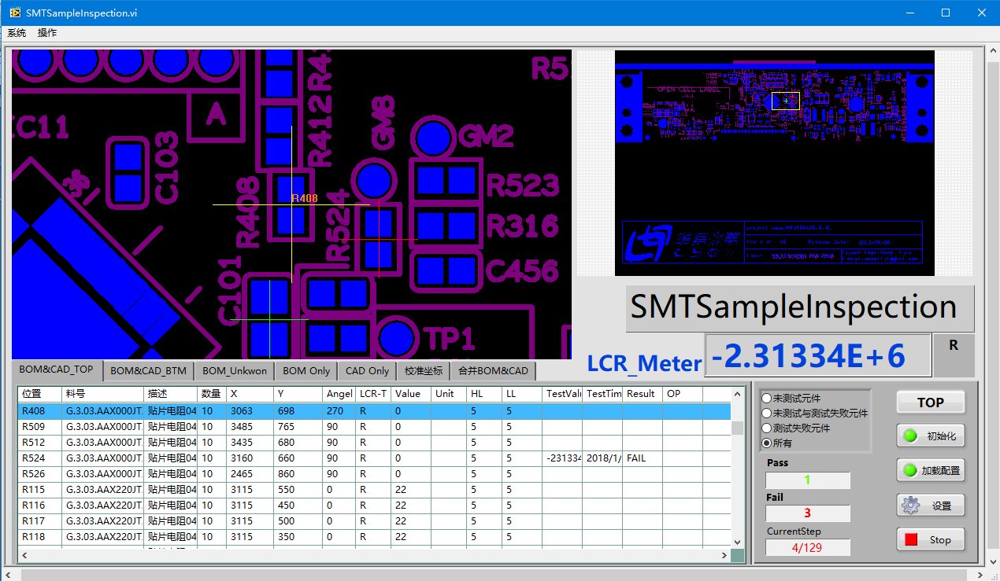 SMTSampleInspection.vi
系统 操作
R412
R5
A
GM8
GM2
C11
C103
R523
R408
R408
R524
R316
C456
C101
TP1
OPEN CELL LABEL
SMTSampleInspection
LCR_Meter -2.31334E+6 R
BOM&CAD_TOP BOM&CAD_BTM BOM_Unkwon BOM Only CAD Only 校准坐标 合并BOM&CAD
位置 料号 描述 数量 X Y Angel LCR-T Value Unit HL LL TestValu TestTim Result OP
R408 G.3.03.AAX000JT. 贴片电阻04 10 3063 698 270 R 0 5 5
R509 G.3.03.AAX000JT. 贴片电阻04 10 3485 765 90 R 0 5 5
R512 G.3.03.AAX000JT. 贴片电阻04 10 3435 680 90 R 0 5 5
R524 G.3.03.AAX000JT. 贴片电阻04 10 3160 660 90 R 0 5 5 -231334 2018/1/ FAIL
R526 G.3.03.AAX000JT. 贴片电阻04 10 2465 860 90 R 0 5 5
R115 G.3.03.AAX220JT. 贴片电阻04 10 3115 550 0 R 22 5 5
R116 G.3.03.AAX220JT. 贴片电阻04 10 3115 450 0 R 22 5 5
R117 G.3.03.AAX220JT. 贴片电阻04 10 3115 500 0 R 22 5 5
R118 G.3.03.AAX220JT. 贴片电阻04 10 3115 350 0 R 22 5 5
未测试元件
未测试与测试失败元件
测试失败元件
所有
Pass
1
Fail
3
CurrentStep
4/129
TOP
初始化
加载配置
设置
Stop